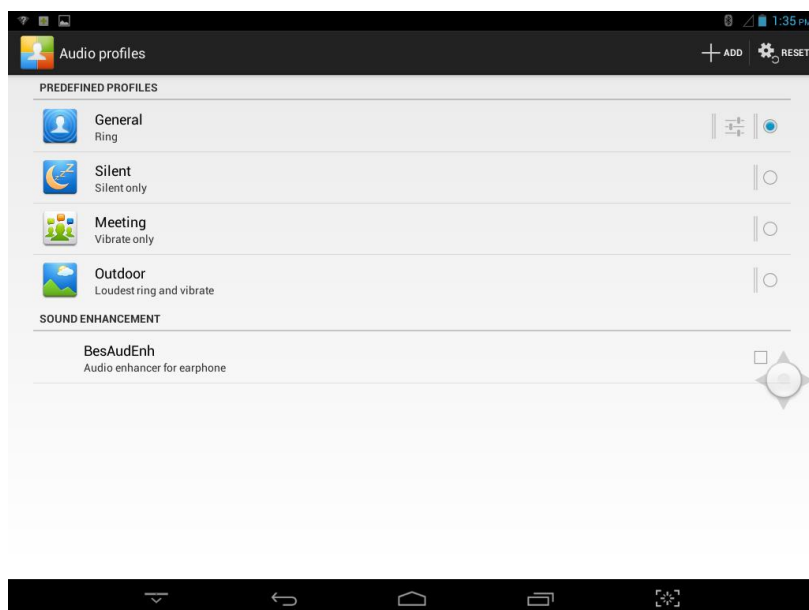 1:35 PM
Audio profiles
ADD
RESET
PREDEFINED PROFILES
General
Ring
Silent
Silent only
Meeting
Vibrate only
Outdoor
Loudest ring and vibrate
SOUND ENHANCEMENT
BesAudEnh
Audio enhancer for earphone